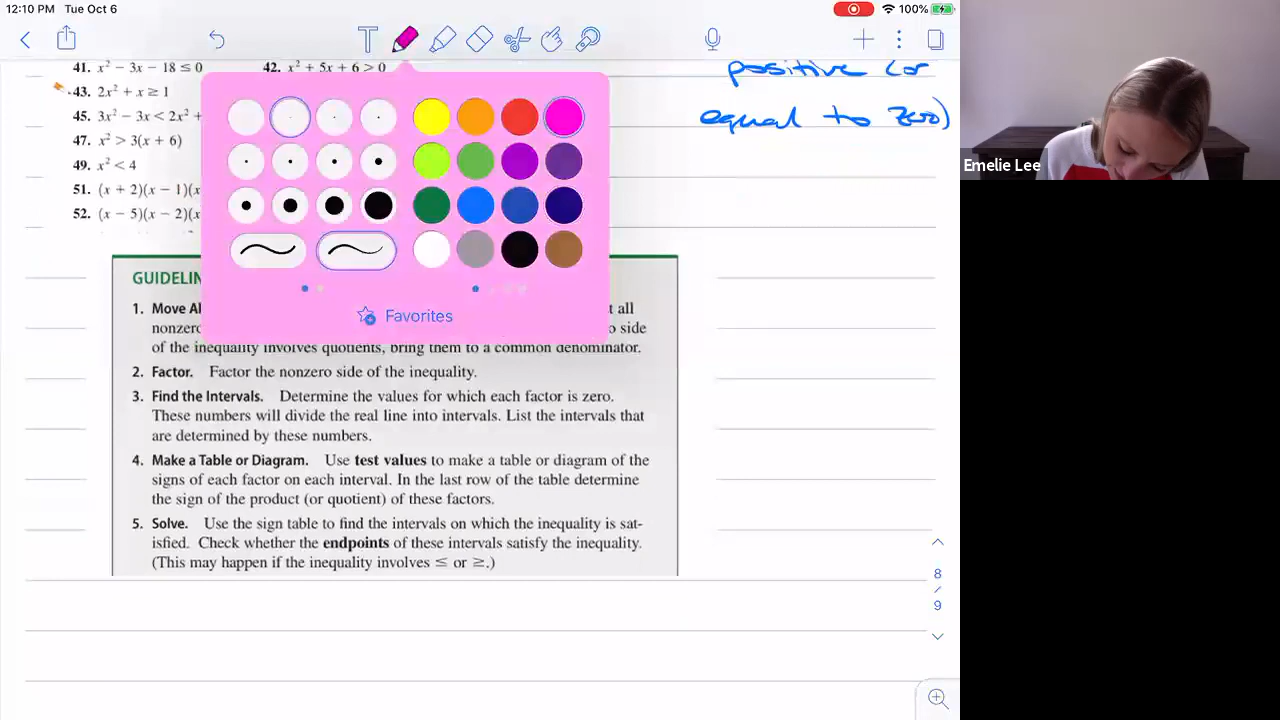 12:10 PM Tue Oct 6
100%
T
41. x² − 3x − 18 ≤ 0 42. x² + 5x + 6 > 0
43. 2x² + x ≥ 1
45. 3x² − 3x < 2x² +
47. x² > 3(x + 6)
49. x² < 4
51. (x + 2)(x − 1)(x
52. (x − 5)(x − 2)(x
positive (or
equal to zero)
Emelie Lee
Favorites
GUIDELIN
1. Move Al
t all
nonzero
o side
of the inequality involves quotients, bring them to a common denominator.
2. Factor. Factor the nonzero side of the inequality.
3. Find the Intervals. Determine the values for which each factor is zero.
These numbers will divide the real line into intervals. List the intervals that
are determined by these numbers.
4. Make a Table or Diagram. Use test values to make a table or diagram of the
signs of each factor on each interval. In the last row of the table determine
the sign of the product (or quotient) of these factors.
5. Solve. Use the sign table to find the intervals on which the inequality is sat-
isfied. Check whether the endpoints of these intervals satisfy the inequality.
(This may happen if the inequality involves ≤ or ≥.)
8
/
9